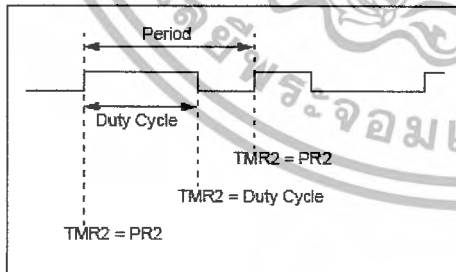 Period
Duty Cycle
TMR2 = PR2
TMR2 = Duty Cycle
TMR2 = PR2